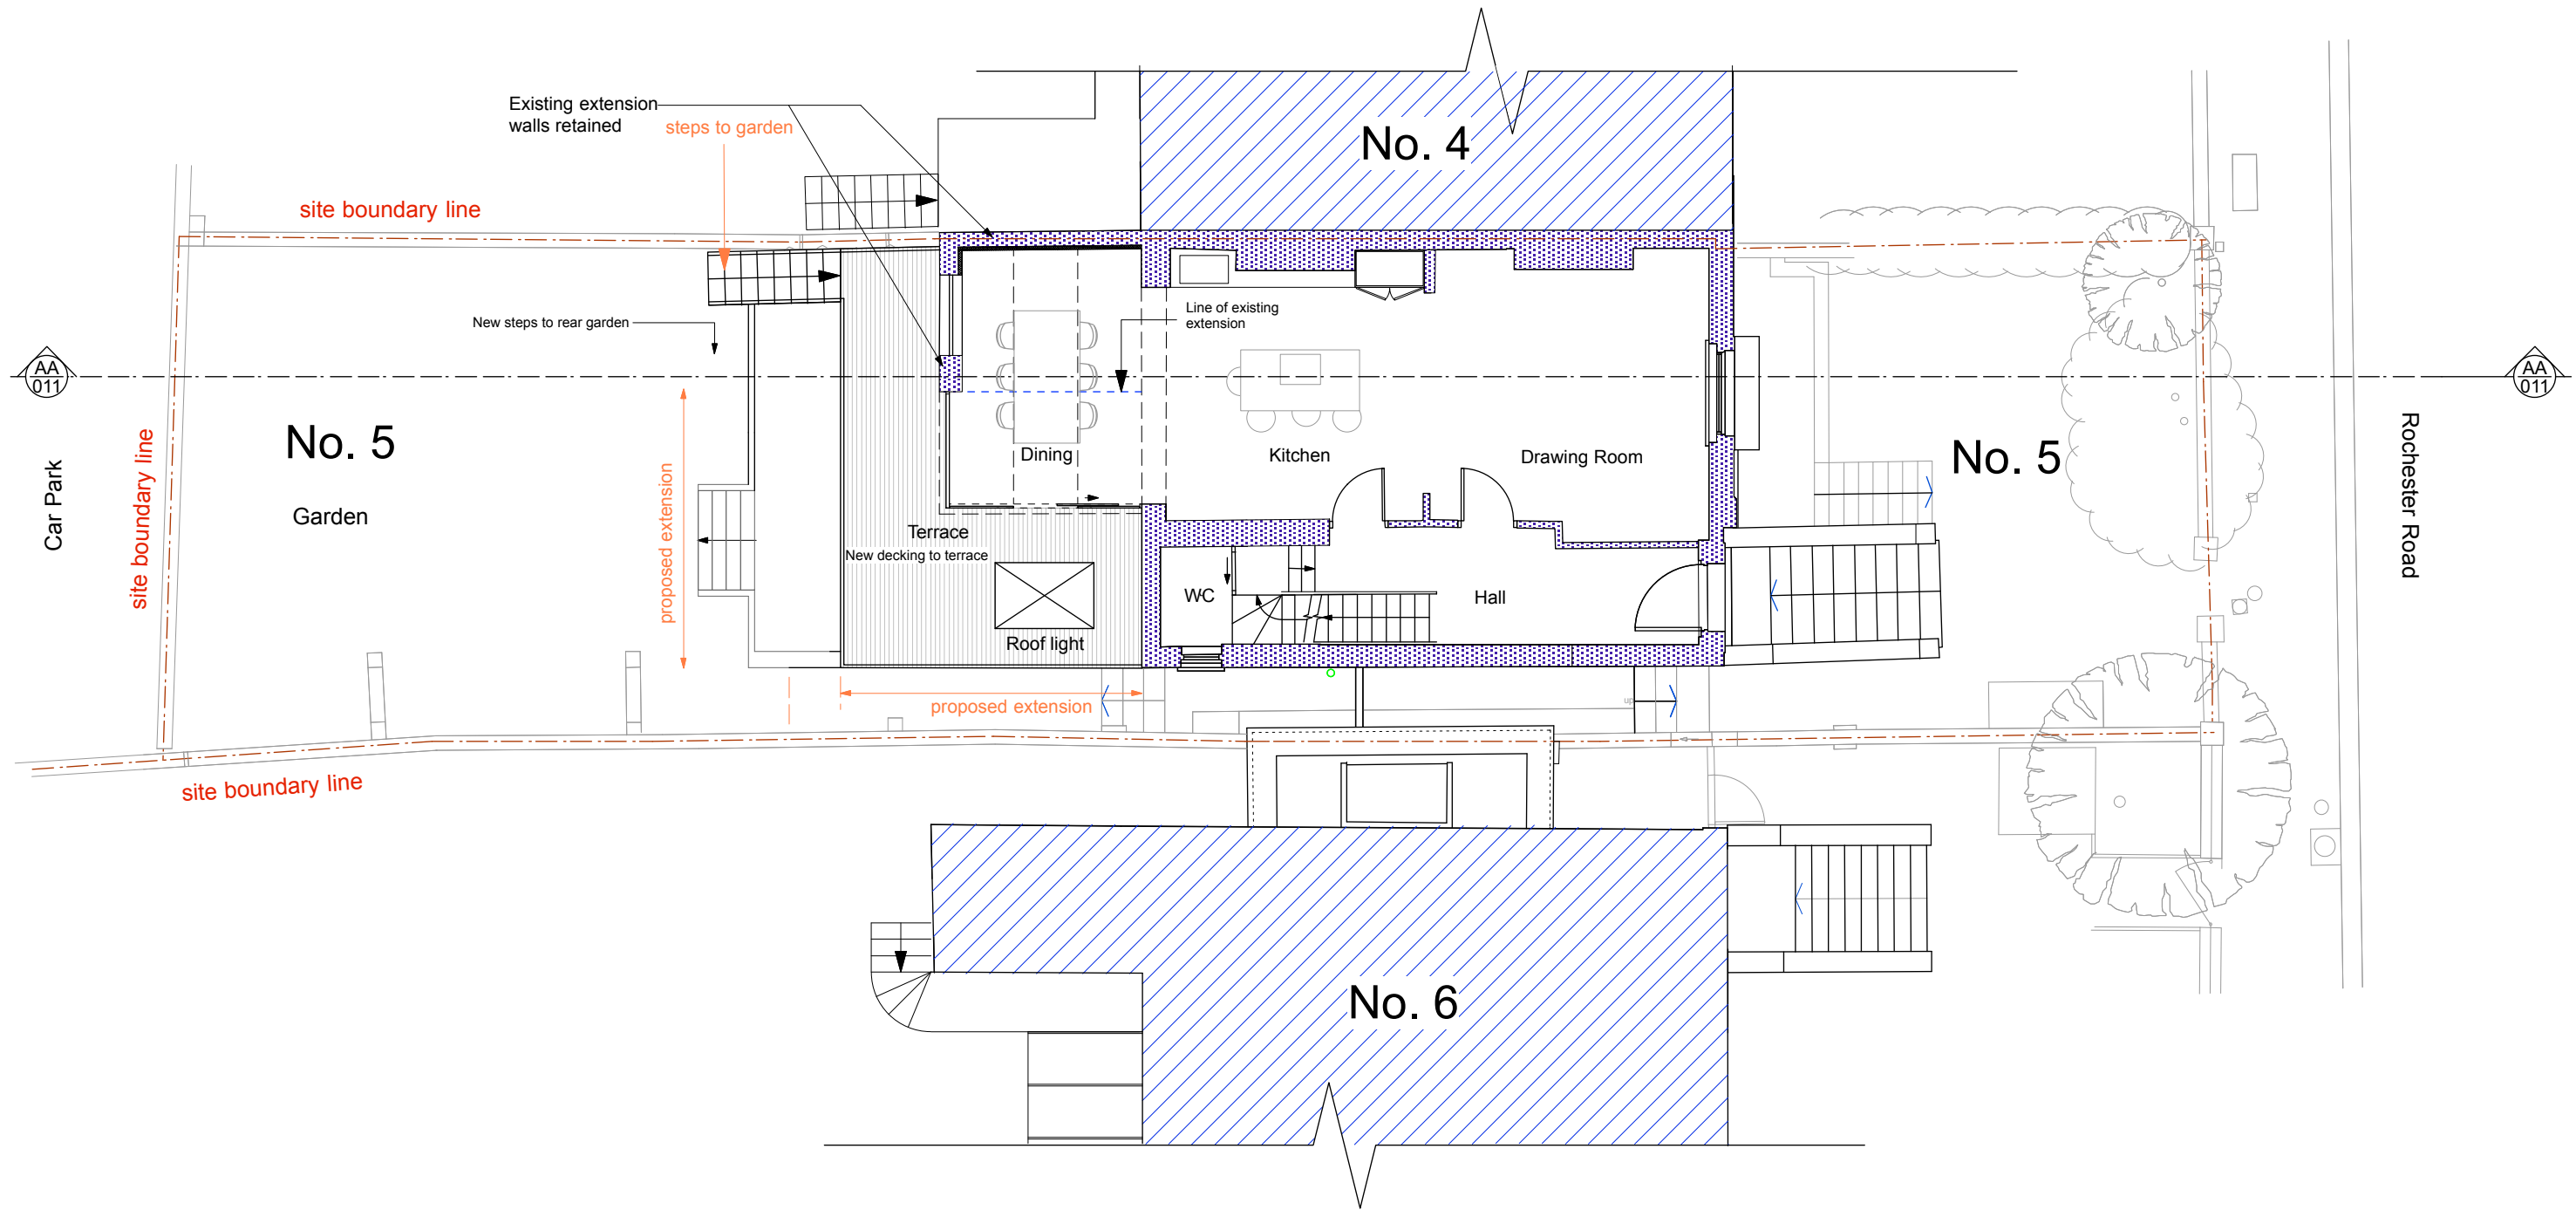 No. 4
Existing extension
walls retained
steps to garden
site boundary line
New steps to rear garden
Line of existing
extension
AA
011
AA
011
No. 5
Garden
Car Park
site boundary line
proposed extension
Dining
Kitchen
Drawing Room
No. 5
Rochester Road
Terrace
New decking to terrace
WC
Hall
Roof light
proposed extension
up
site boundary line
No. 6